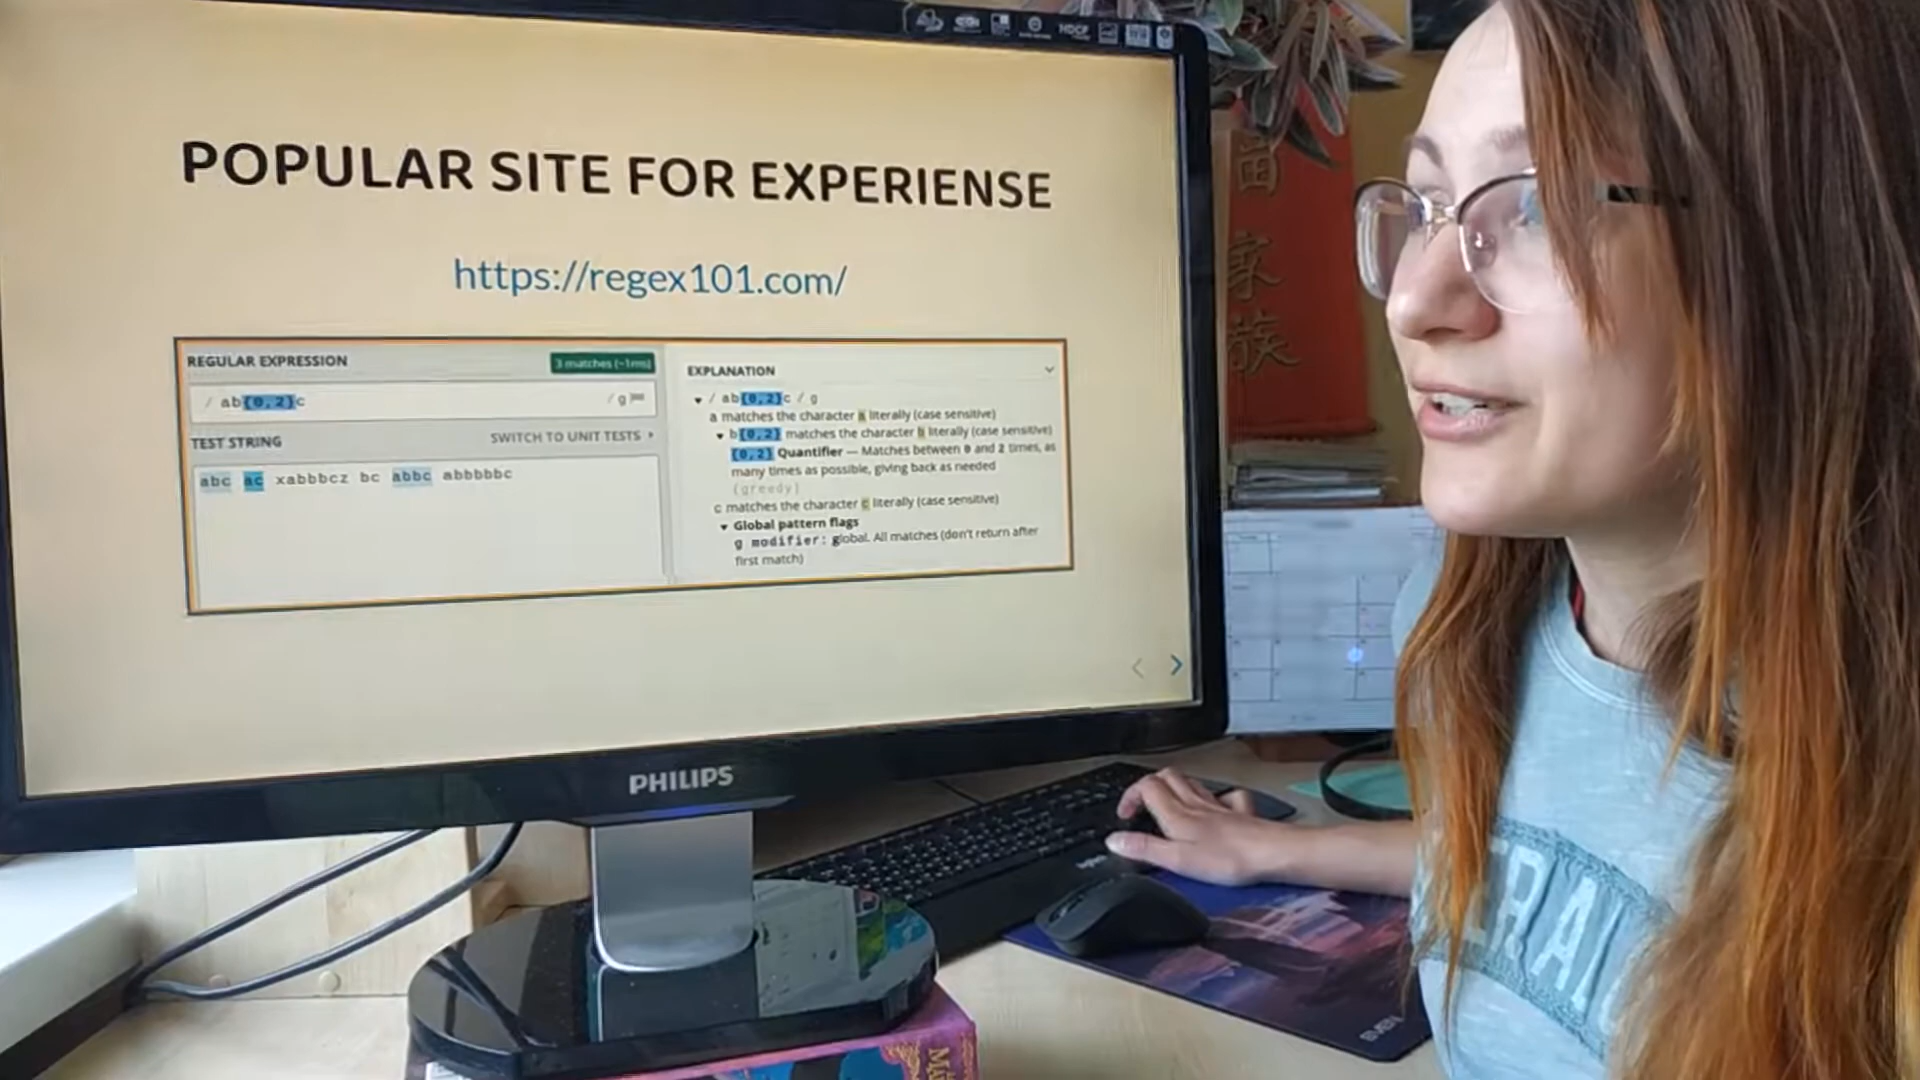 HDCP
POPULAR SITE FOR EXPERIENSE
https://regex101.com/
REGULAR EXPRESSION
3 matches (~1ms)
/ ab{0,2}c
/ g
TEST STRING
SWITCH TO UNIT TESTS
abc ac xabbbcz bc abbc abbbbbc
EXPLANATION
/ ab{0,2}c / g
a matches the character a literally (case sensitive)
b{0,2} matches the character b literally (case sensitive)
{0,2} Quantifier — Matches between 0 and 2 times, as
many times as possible, giving back as needed
(greedy)
c matches the character c literally (case sensitive)
Global pattern flags
g modifier: global. All matches (don't return after
first match)
PHILIPS
家
族